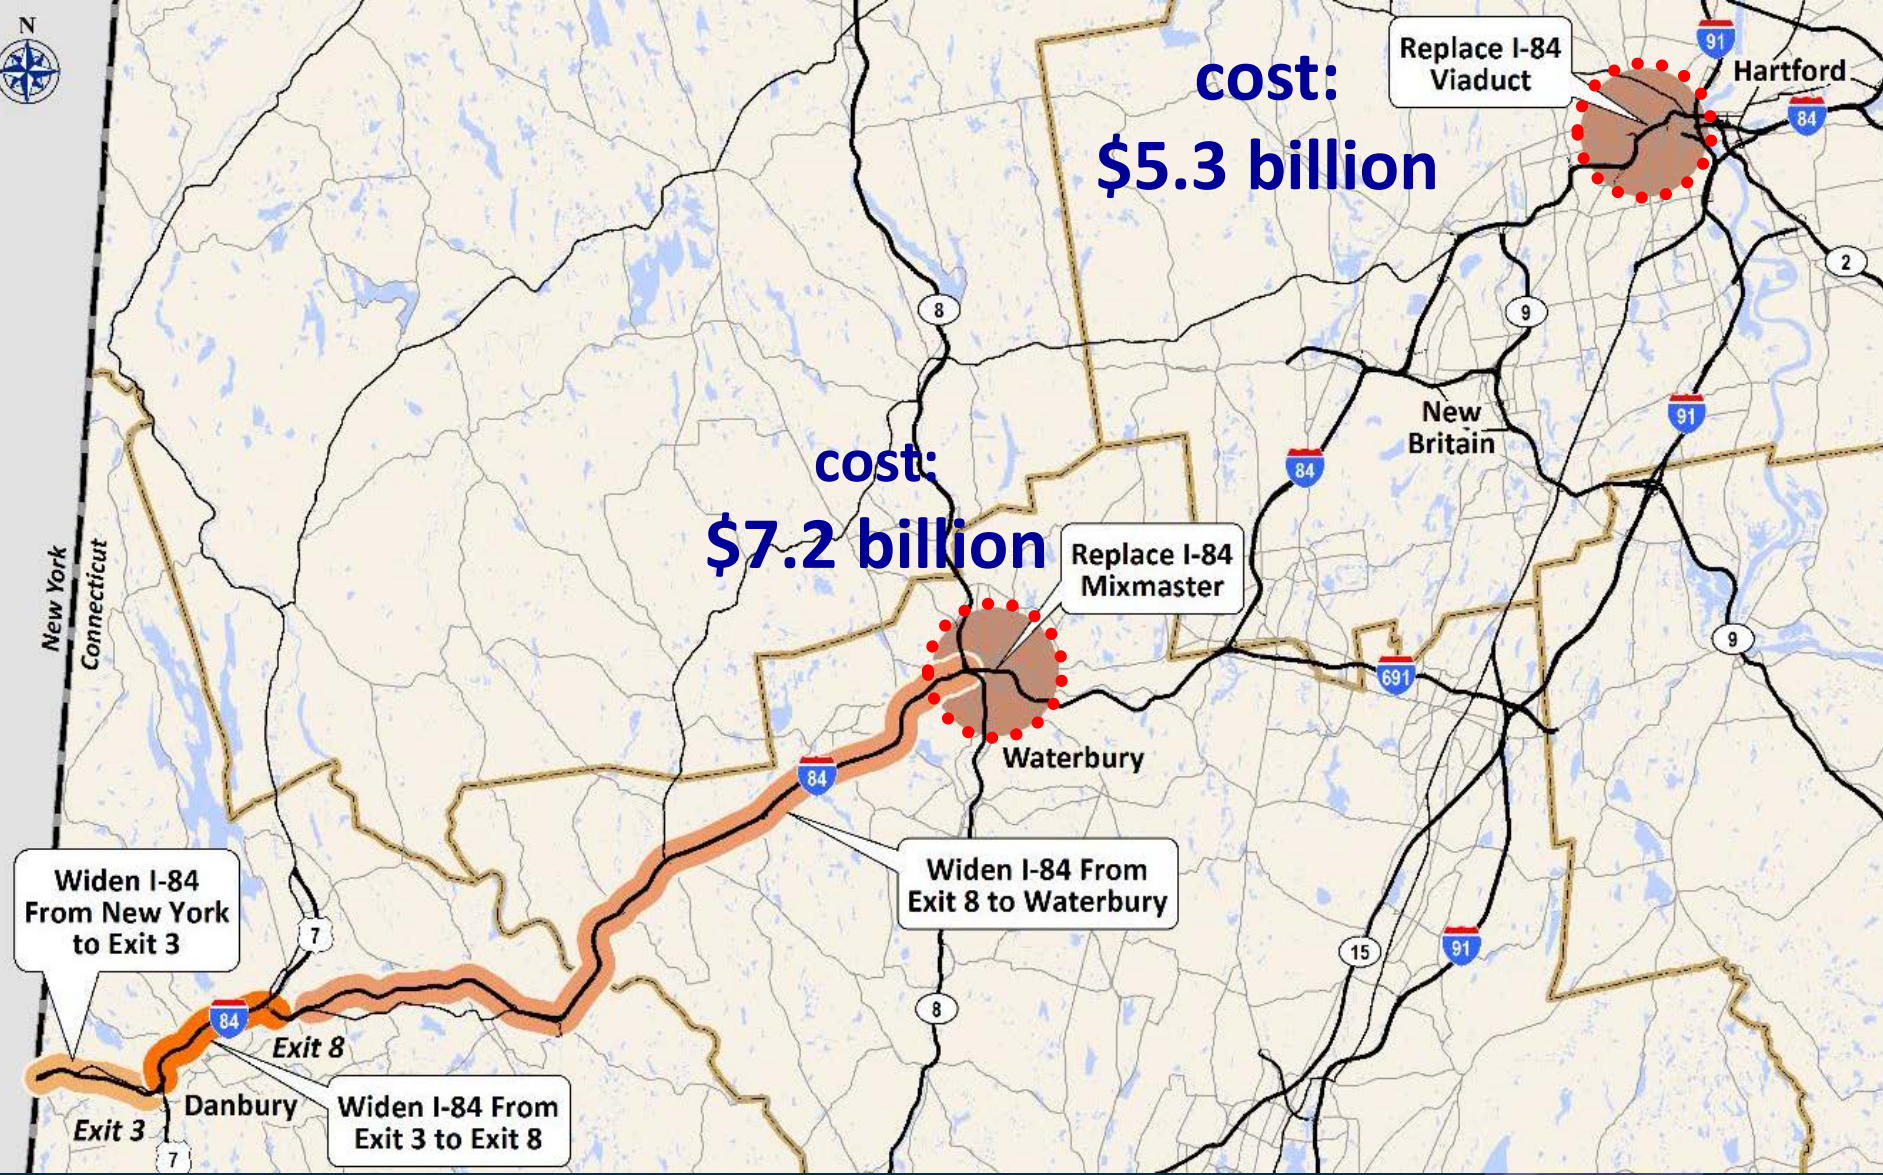 N
91
Replace I-84
Viaduct
Hartford
84
cost:
$5.3 billion
2
8
9
New
Britain
91
84
cost:
$7.2 billion
Replace I-84
Mixmaster
New York
Connecticut
9
691
Waterbury
84
Widen I-84 From
Exit 8 to Waterbury
Widen I-84
From New York
to Exit 3
7
15
91
8
84
Exit 8
Danbury
Exit 3
Widen I-84 From
Exit 3 to Exit 8
7